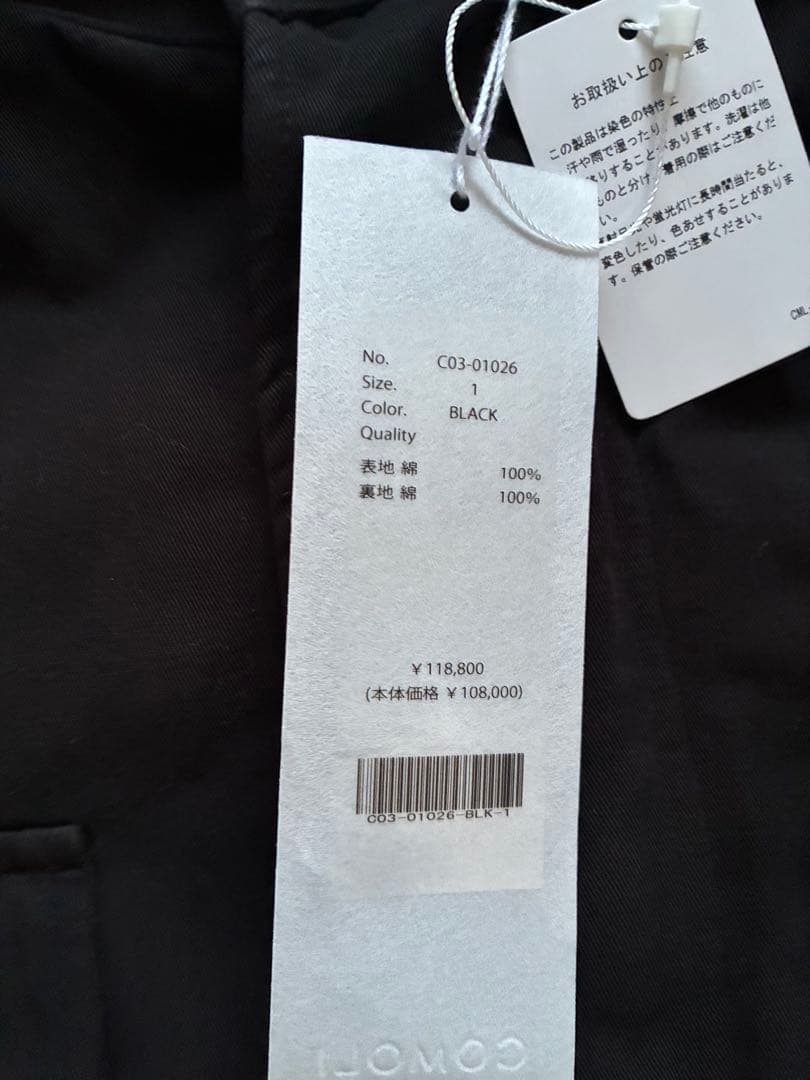 お取扱い上の 注意
この製品は染色の特性上
汗や雨で湿ったり、摩擦で他のものに
移りすることがあります。洗濯は他
ものと分け、着用の際はご注意くだ
い。
や蛍光灯に長時間当たると、
変色したり、色あせすることがありま
す。保管の際ご注意ください。
CML
No. C03-01026
Size. 1
Color. BLACK
Quality
表地 綿 100%
裏地 綿 100%
¥118,800
(本体価格 ¥108,000)
C03-01026-BLK-1
COMOLI